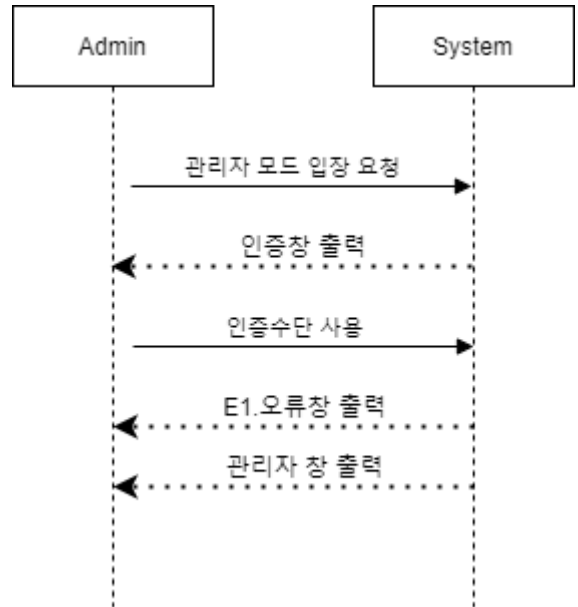 Admin
System
관리자 모드 입장 요청
인증창 출력
인증수단 사용
E1.오류창 출력
관리자 창 출력